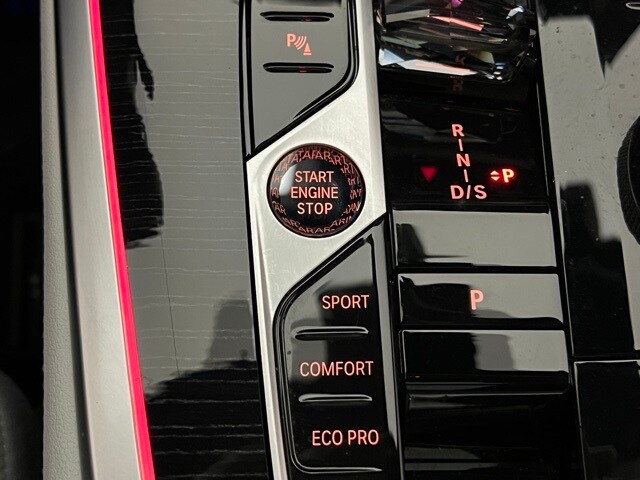 P
START
ENGINE
STOP
R
N
D/S
P
P
SPORT
COMFORT
ECO PRO